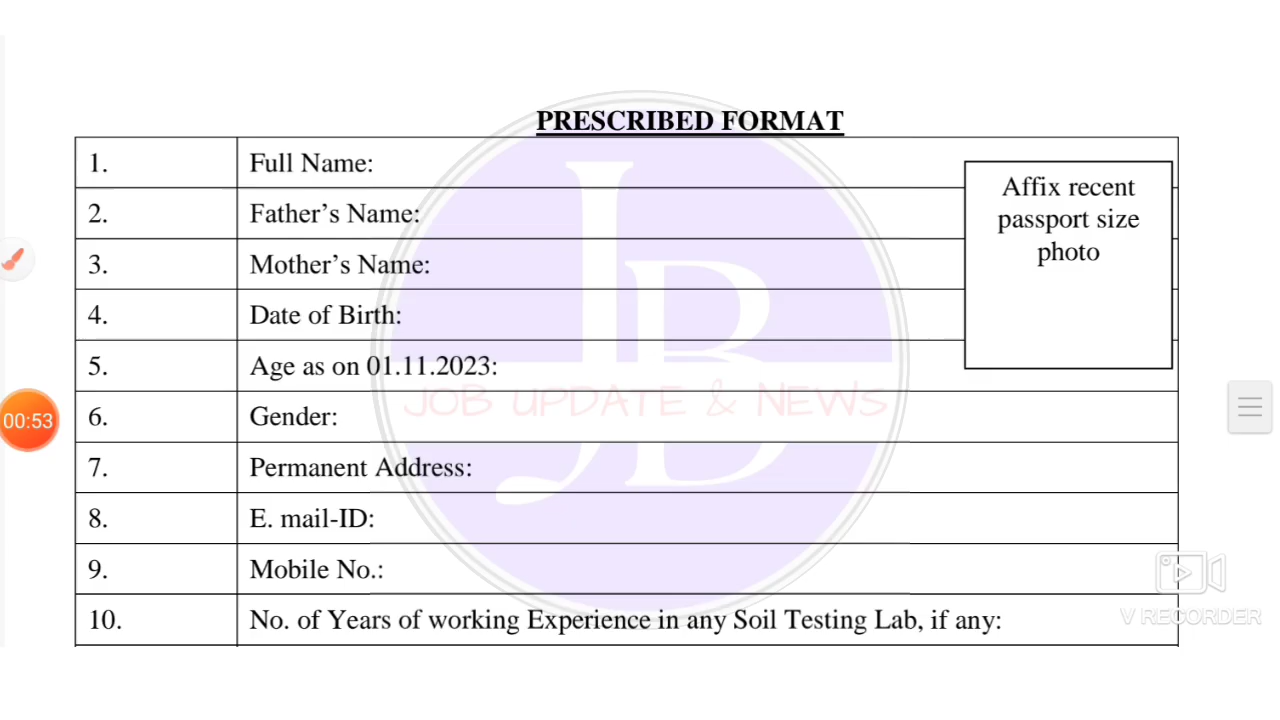 PRESCRIBED FORMAT
1. Full Name:
Affix recent
passport size
photo
2. Father's Name:
3. Mother's Name:
4. Date of Birth:
5. Age as on 01.11.2023:
6. Gender:
7. Permanent Address:
8. E. mail-ID:
9. Mobile No.:
10. No. of Years of working Experience in any Soil Testing Lab, if any:
JB
JOB UPDATE & NEWS
JB
00:53
V RECORDER